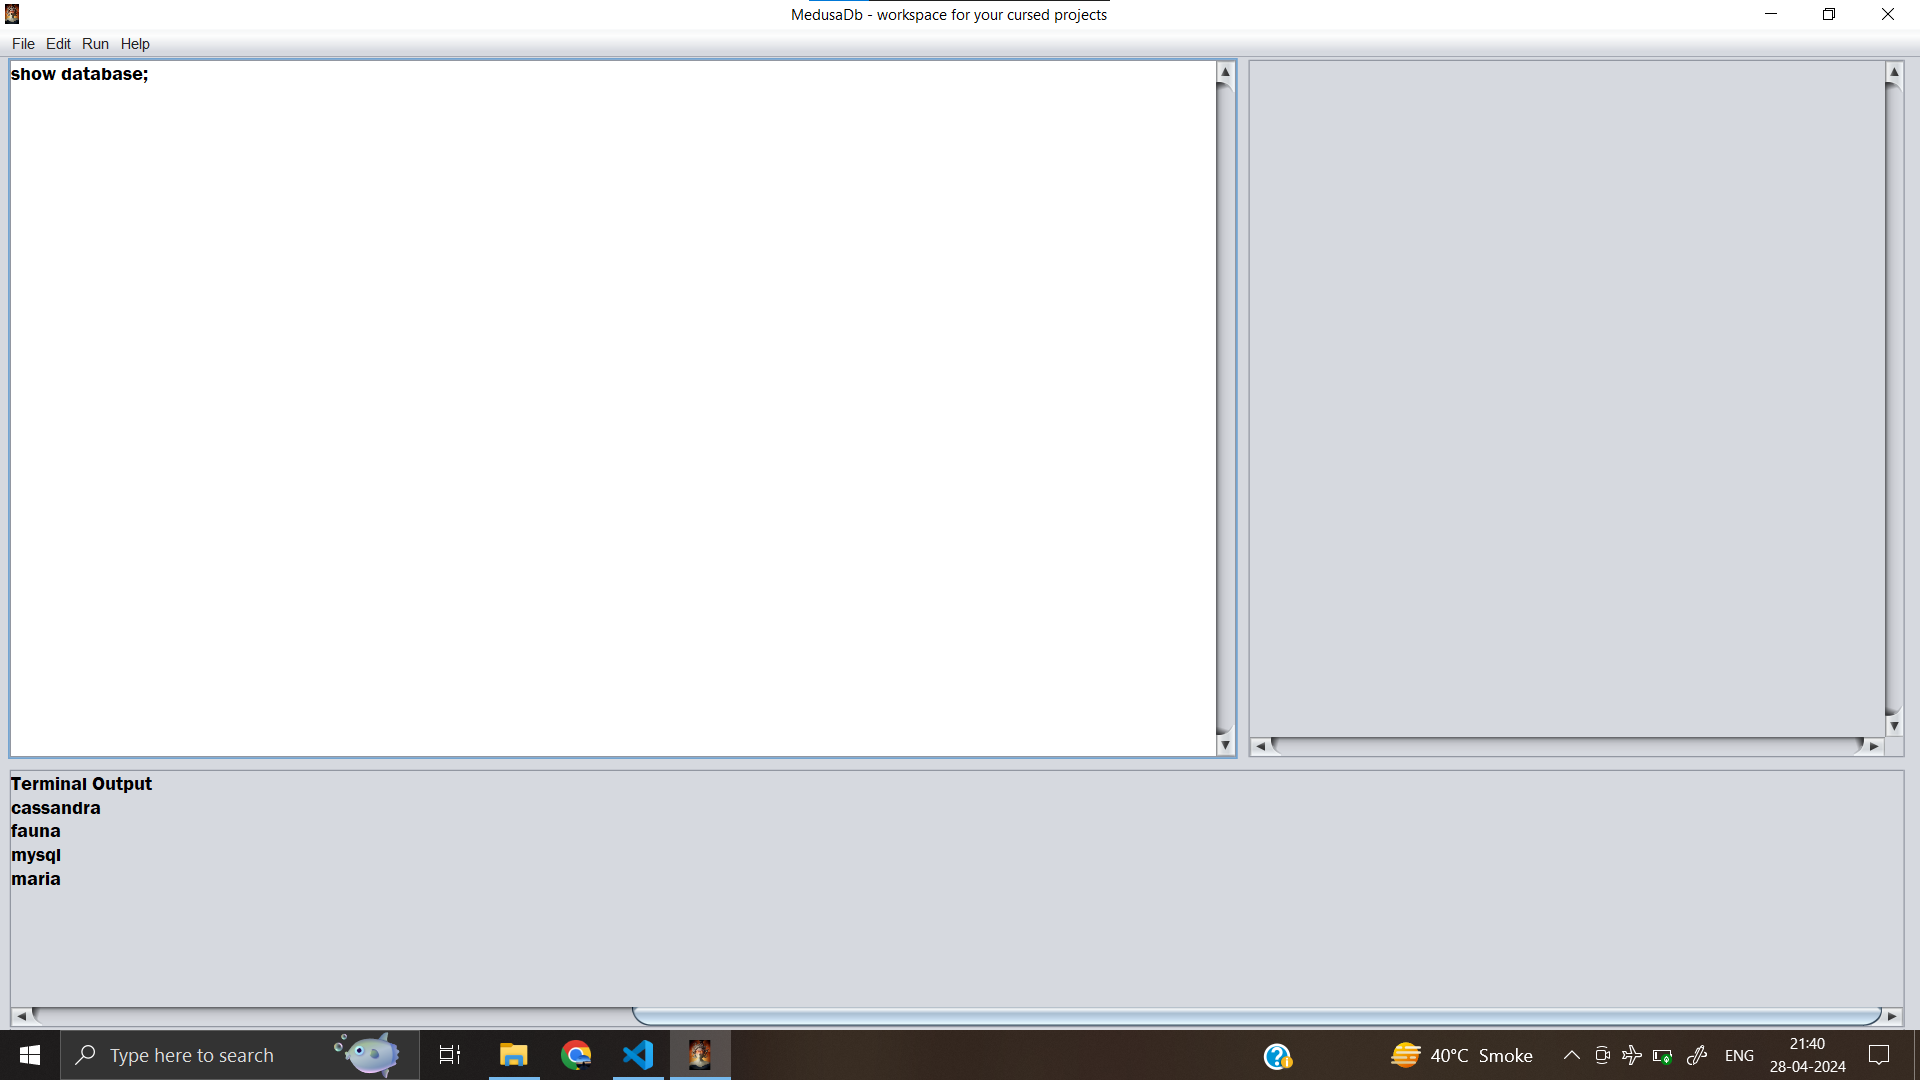 MedusaDb - workspace for your cursed projects
File Edit Run Help
show database;
Terminal Output
cassandra
fauna
mysql
maria
Type here to search
40°C Smoke
ENG
21:40
28-04-2024